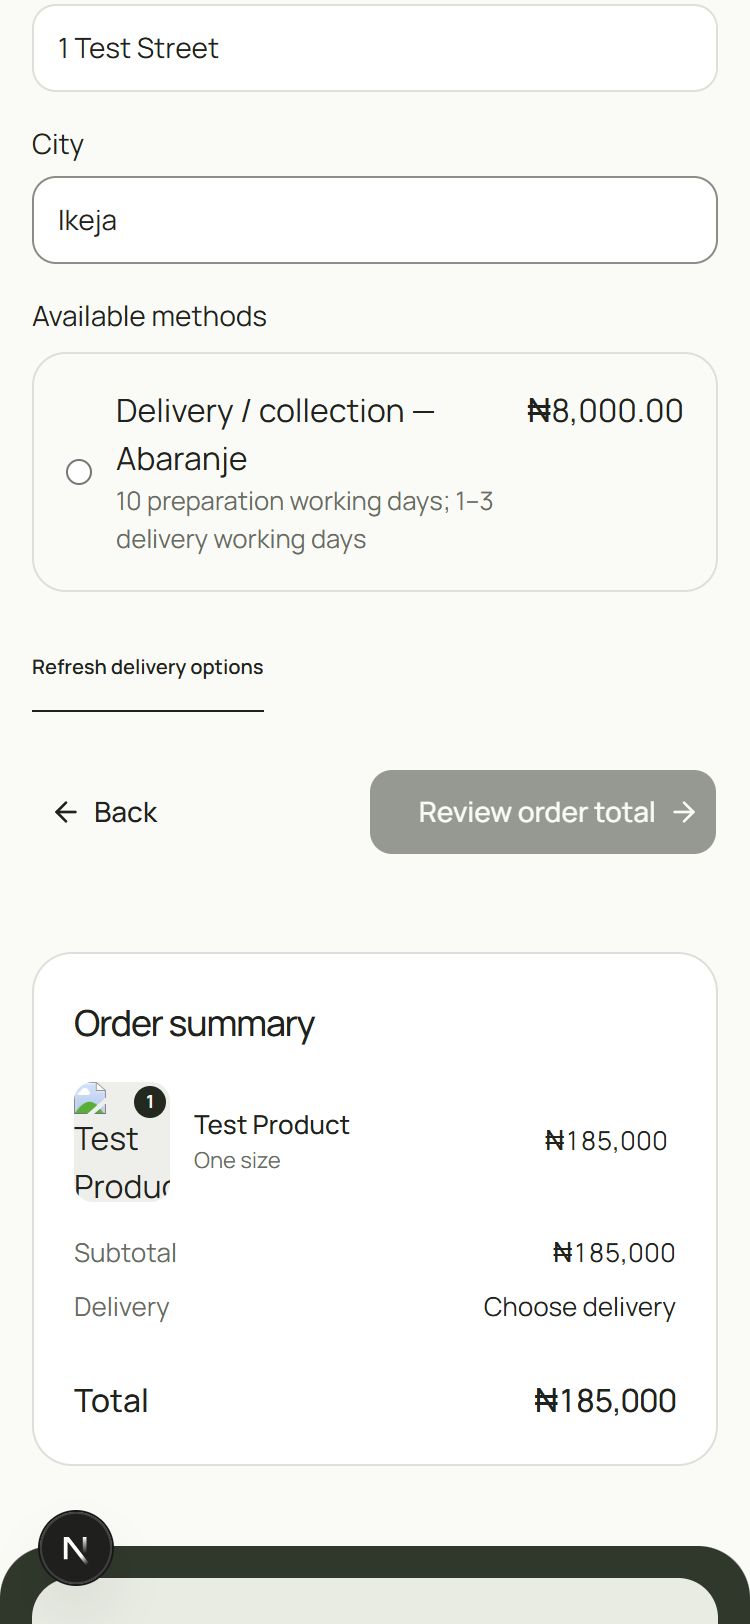 1 Test Street
City
Ikeja
Available methods
Delivery / collection — ₦8,000.00
Abaranje
10 preparation working days; 1–3
delivery working days
Refresh delivery options
← Back
Review order total →
Order summary
1
Test
Produc
Test Product
One size
₦185,000
Subtotal ₦185,000
Delivery Choose delivery
Total ₦185,000
N